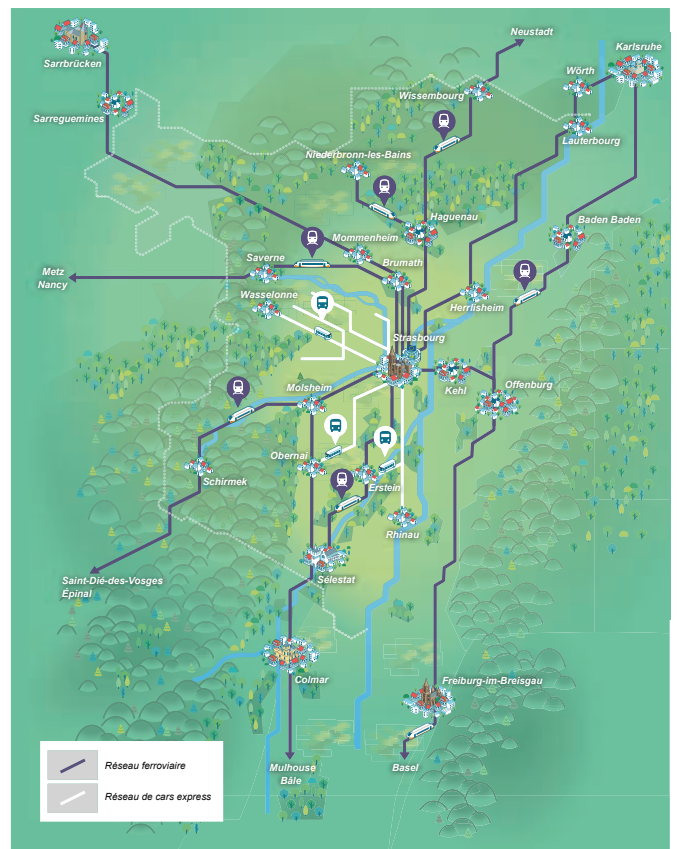 Neustadt
Karlsruhe
Sarrbrücken
Wörth
Wissembourg
Sarreguemines
Lauterbourg
Niederbronn-les-Bains
Haguenau
Baden Baden
Mommenheim
Saverne
Brumath
Metz
Nancy
Wasselonne
Herrlisheim
Strasbourg
Molsheim
Kehl
Offenburg
Obernai
Schirmek
Erstein
Rhinau
Saint-Dié-des-Vosges
Épinal
Sélestat
Colmar
Freiburg-im-Breisgau
Mulhouse
Bâle
Basel
Réseau ferroviaire
Réseau de cars express